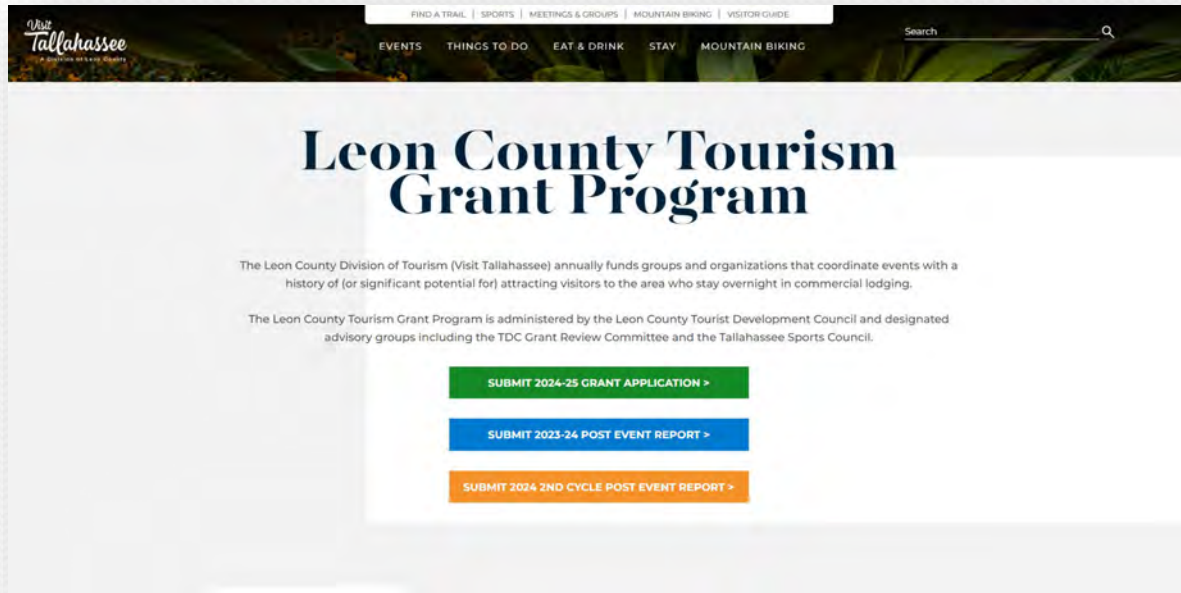 FIND A TRAIL | SPORTS | MEETINGS & GROUPS | MOUNTAIN BIKING | VISITOR GUIDE
Visit
Tallahassee
A Division of Leon County
EVENTS THINGS TO DO EAT & DRINK STAY MOUNTAIN BIKING
Search
Leon County Tourism
Grant Program
The Leon County Division of Tourism (Visit Tallahassee) annually funds groups and organizations that coordinate events with a
history of (or significant potential for) attracting visitors to the area who stay overnight in commercial lodging.
The Leon County Tourism Grant Program is administered by the Leon County Tourist Development Council and designated
advisory groups including the TDC Grant Review Committee and the Tallahassee Sports Council.
SUBMIT 2024-25 GRANT APPLICATION >
SUBMIT 2023-24 POST EVENT REPORT >
SUBMIT 2024 2ND CYCLE POST EVENT REPORT >